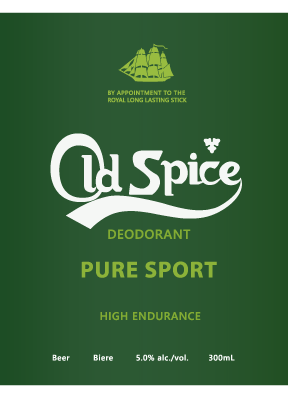 BY APPOINTMENT TO THE
ROYAL LONG LASTING STICK
Old Spice
DEODORANT
PURE SPORT
HIGH ENDURANCE
Beer Biere 5.0% alc./vol. 300mL